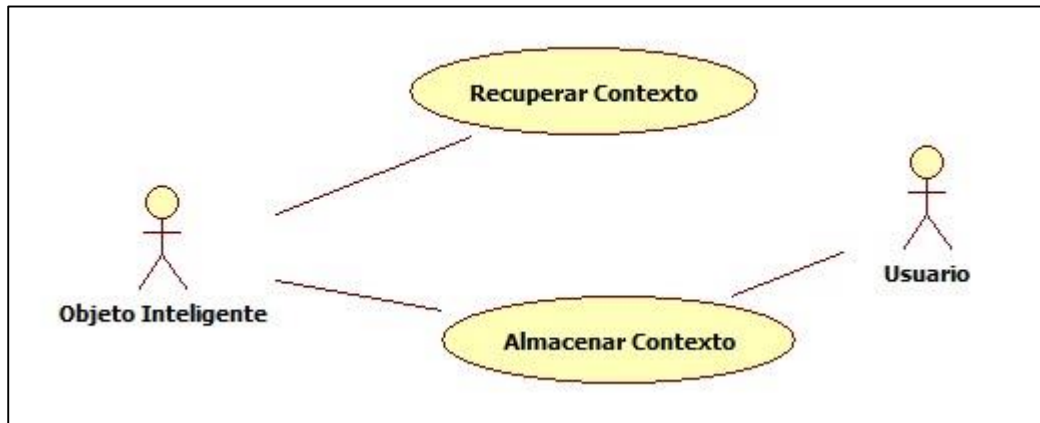 Recuperar Contexto
Usuario
Objeto Inteligente
Almacenar Contexto